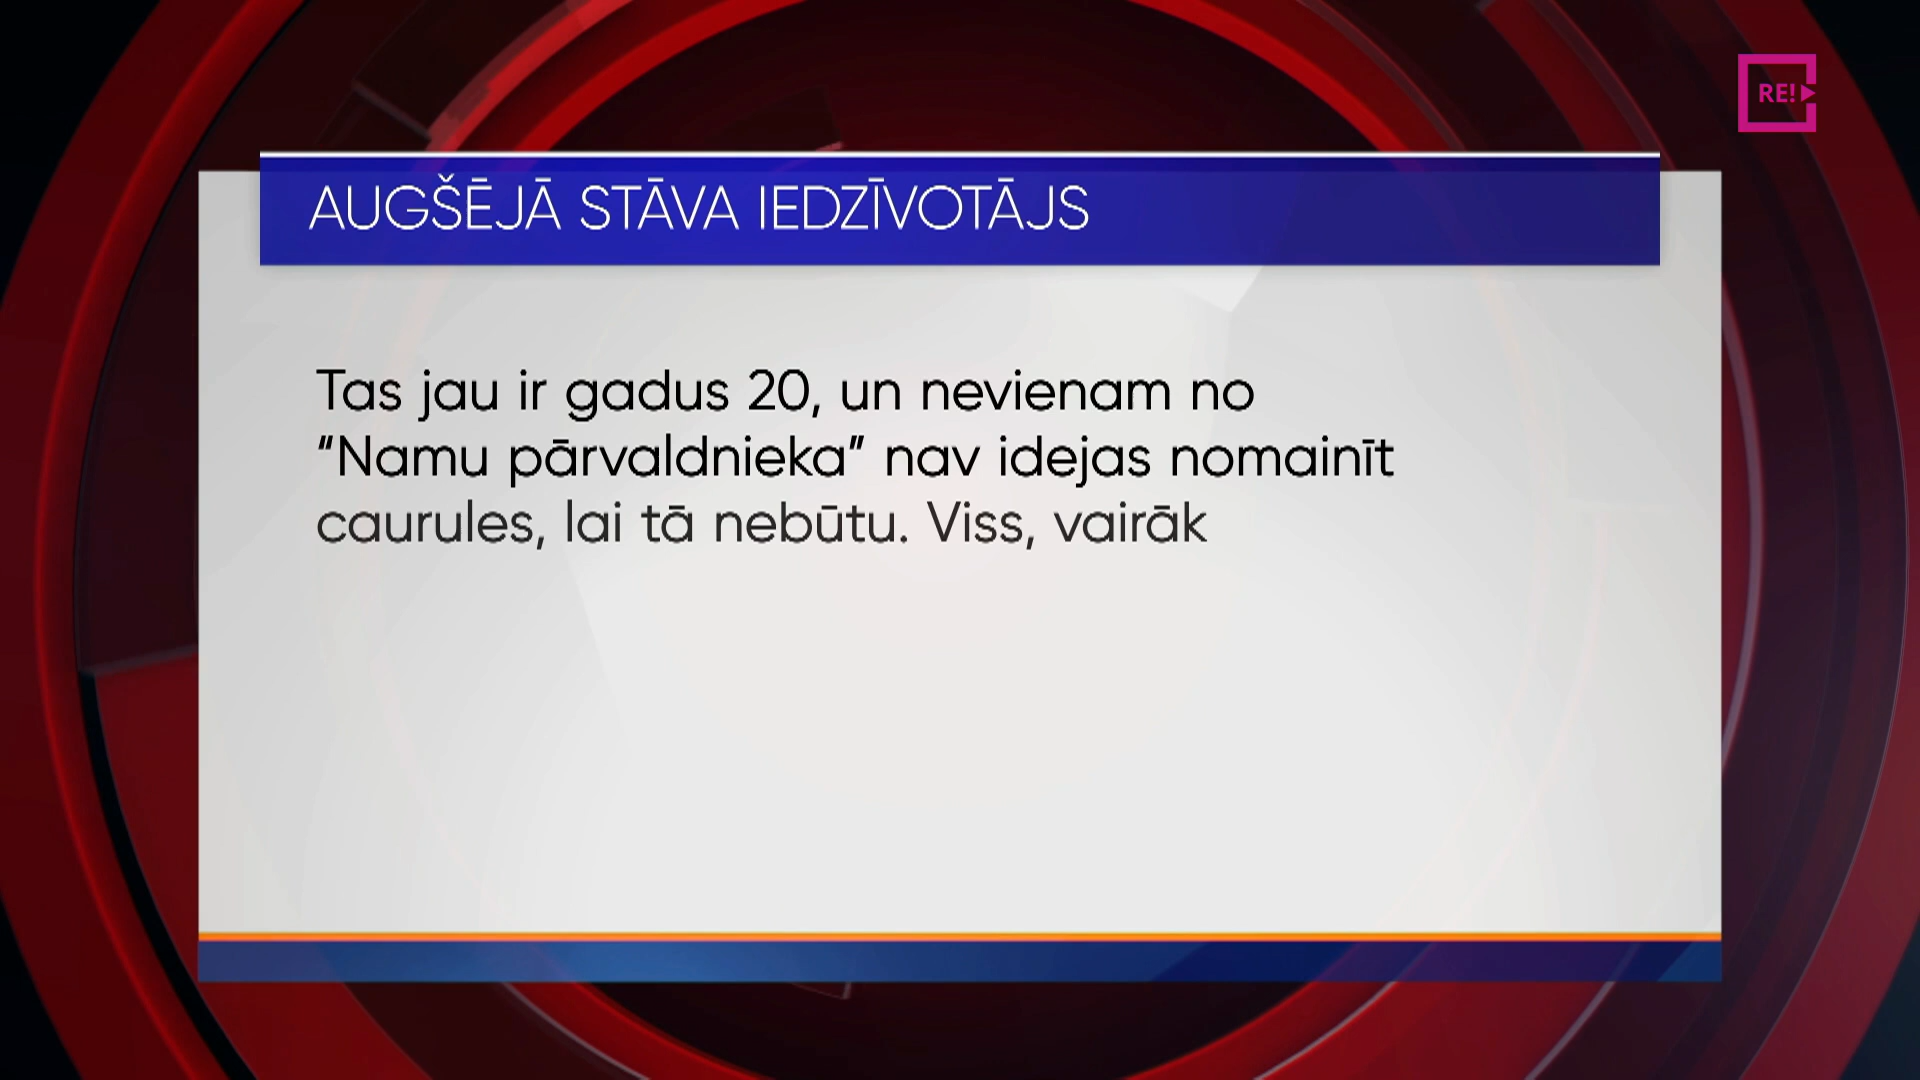 RE!
AUGŠĒJĀ STĀVA IEDZĪVOTĀJS
Tas jau ir gadus 20, un nevienam no
“Namu pārvaldnieka” nav idejas nomainīt
caurules, lai tā nebūtu. Viss, vairāk